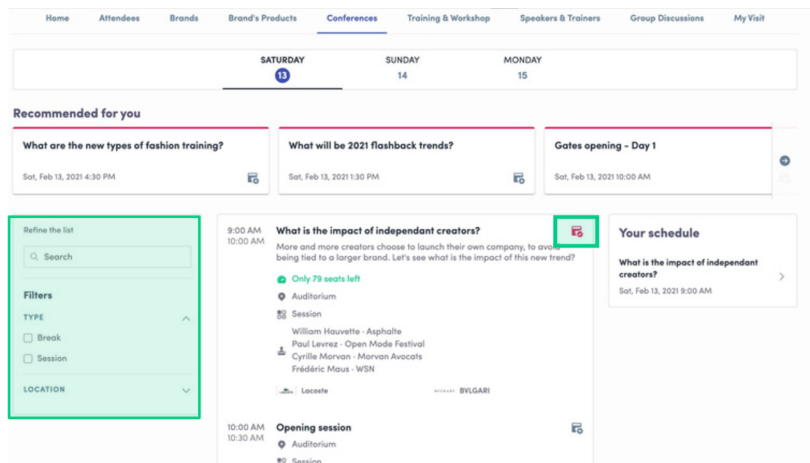 Home Attendees Brands Brand's Products Conferences Training & Workshop Speakers & Trainers Group Discussions My Visit
SATURDAY SUNDAY MONDAY
13 14 15
Recommended for you
What are the new types of fashion training?
Sat, Feb 13, 2021 4:30 PM
What will be 2021 flashback trends?
Sat, Feb 13, 2021 1:30 PM
Gates opening - Day 1
Sat, Feb 13, 2021 10:00 AM
Refine the list
Search
Filters
TYPE
Break
Session
LOCATION
9:00 AM
10:00 AM
What is the impact of independant creators?
More and more creators choose to launch their own company, to avoid
being tied to a larger brand. Let's see what is the impact of this new trend?
Only 79 seats left
Auditorium
Session
William Hauvette - Asphalte
Paul Levrez - Open Mode Festival
Cyrille Morvan - Morvan Avocats
Frédéric Maus - WSN
Lacoste
BVLGARI
10:00 AM
10:30 AM
Opening session
Auditorium
Session
Your schedule
What is the impact of independant
creators?
Sat, Feb 13, 2021 9:00 AM